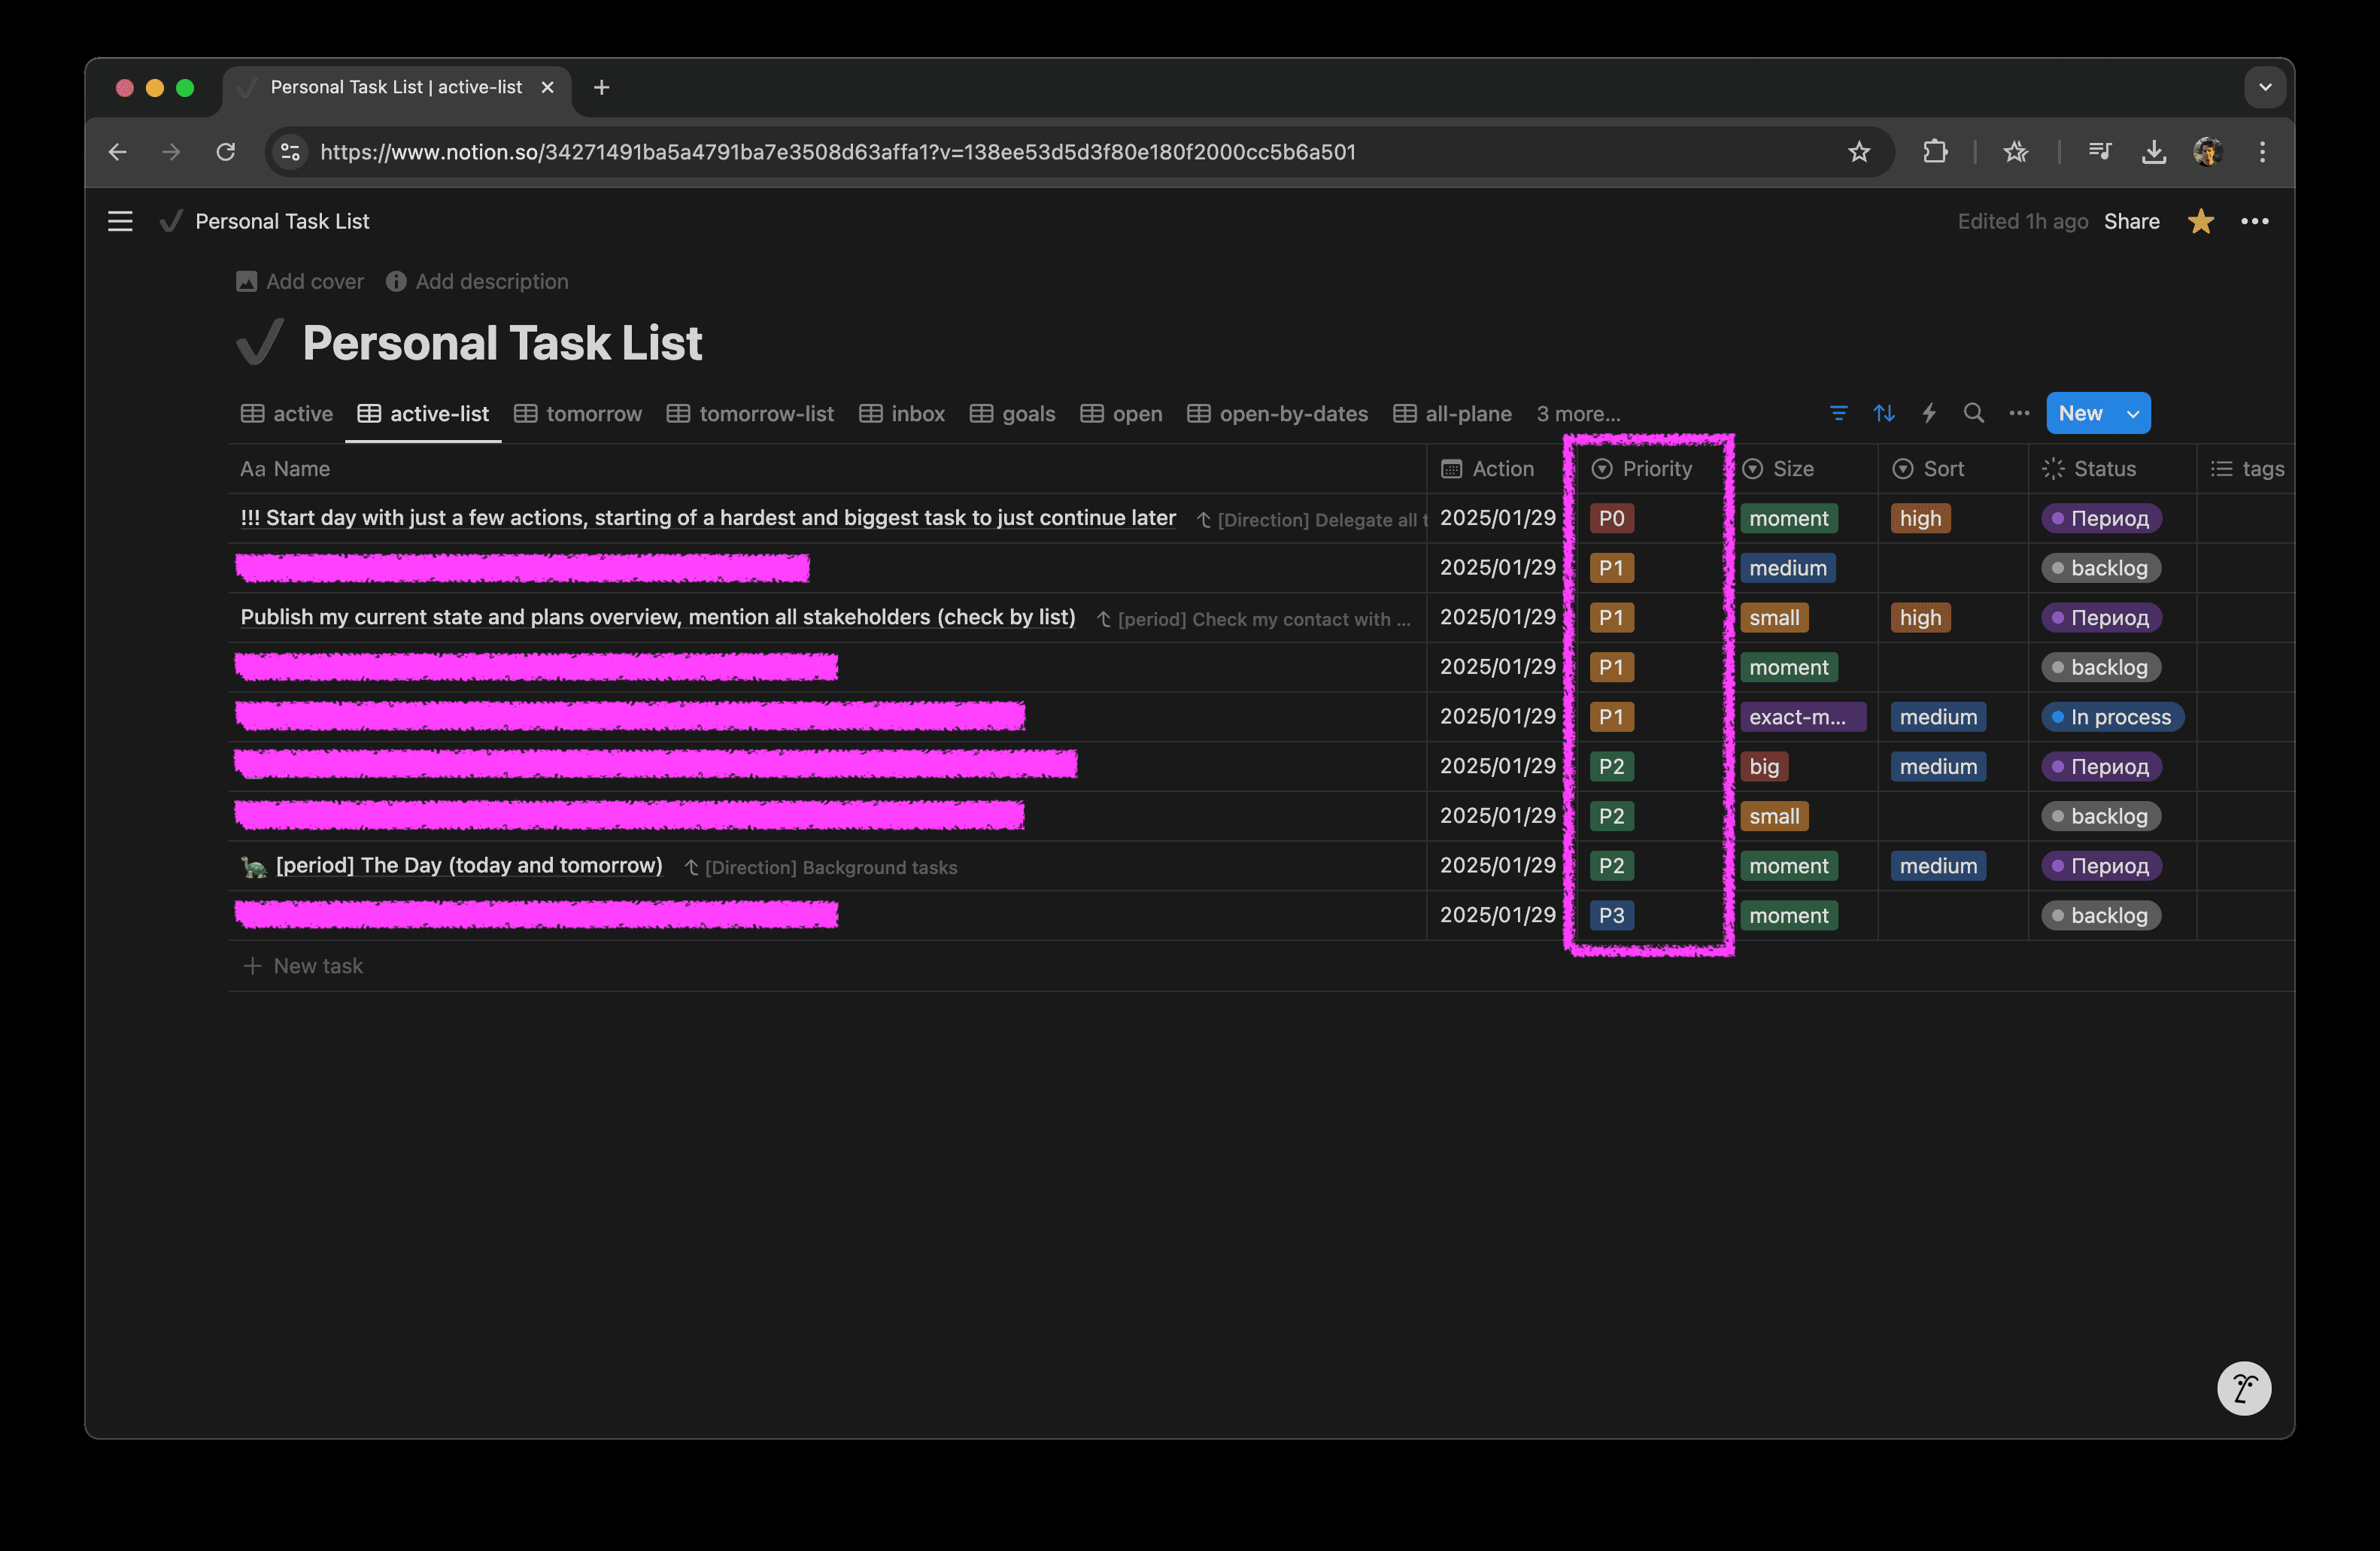 Personal Task List | active-list
https://www.notion.so/34271491ba5a4791ba7e3508d63affa1?v=138ee53d5d3f80e180f2000cc5b6a501
Personal Task List Edited 1h ago Share
Add cover Add description
Personal Task List
active active-list tomorrow tomorrow-list inbox goals open open-by-dates all-plane 3 more... New
Aa Name Action Priority Size Sort Status tags
!!! Start day with just a few actions, starting of a hardest and biggest task to just continue later [Direction] Delegate all t 2025/01/29 P0 moment high Период
2025/01/29 P1 medium backlog
Publish my current state and plans overview, mention all stakeholders (check by list) [period] Check my contact with ... 2025/01/29 P1 small high Период
2025/01/29 P1 moment backlog
2025/01/29 P1 exact-m... medium In process
2025/01/29 P2 big medium Период
2025/01/29 P2 small backlog
[period] The Day (today and tomorrow) [Direction] Background tasks 2025/01/29 P2 moment medium Период
2025/01/29 P3 moment backlog
New task